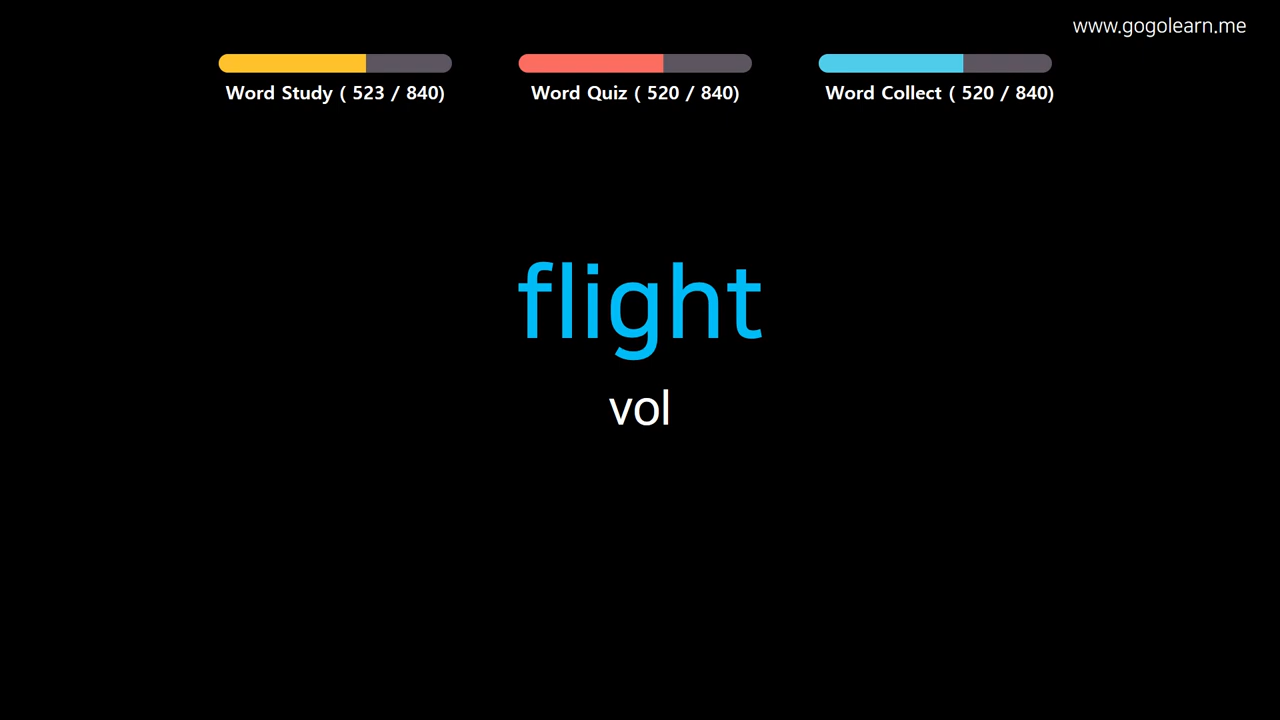 www.gogolearn.me
Word Study ( 523 / 840)
Word Quiz ( 520 / 840)
Word Collect ( 520 / 840)
flight
vol